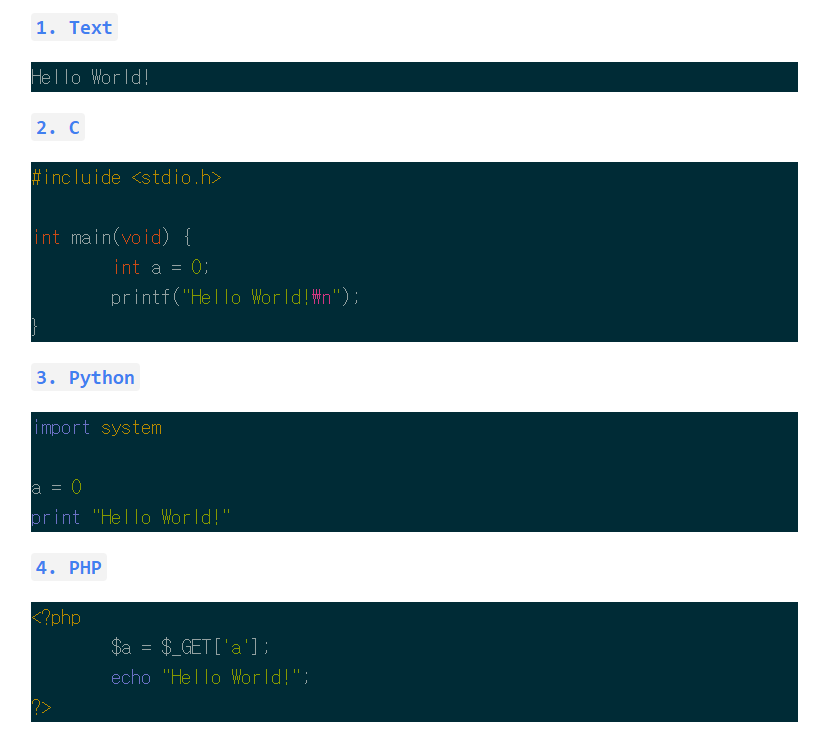 1. Text
Hello World!
2. C
#incluide <stdio.h>
int main(void) {
        int a = 0;
        printf("Hello World!₩n");
}
3. Python
import system
a = 0
print "Hello World!"
4. PHP
<?php
        $a = $_GET['a'];
        echo "Hello World!";
?>